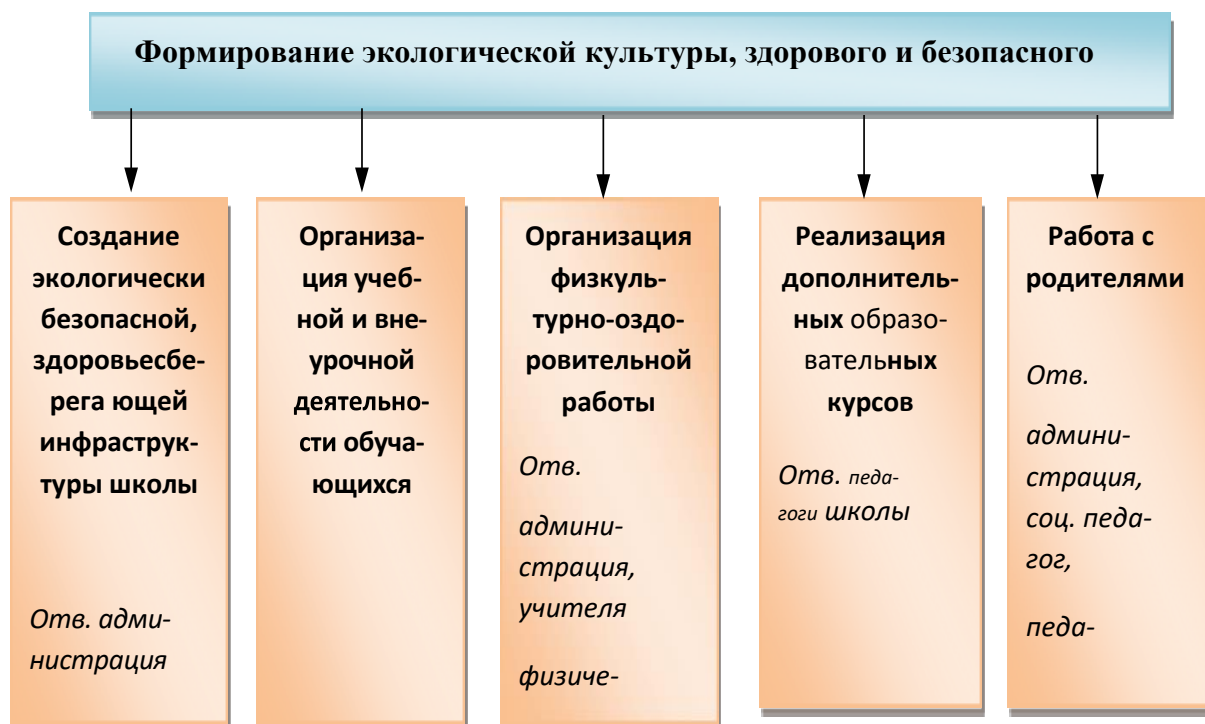 Формирование экологической культуры, здорового и безопасного
Создание
экологически
безопасной,
здоровьесбе-
рега ющей
инфраструк-
туры школы
Отв. адми-
нистрация
Организа-
ция учеб-
ной и вне-
урочной
деятельно-
сти обуча-
ющихся
Организация
физкуль-
турно-оздо-
ровительной
работы
Отв.
админи-
страция,
учителя
физиче-
Реализация
дополнитель-
ных образо-
вательных
курсов
Отв. педа-
гоги школы
Работа с
родителями
Отв.
админи-
страция,
соц. педа-
гог,
педа-